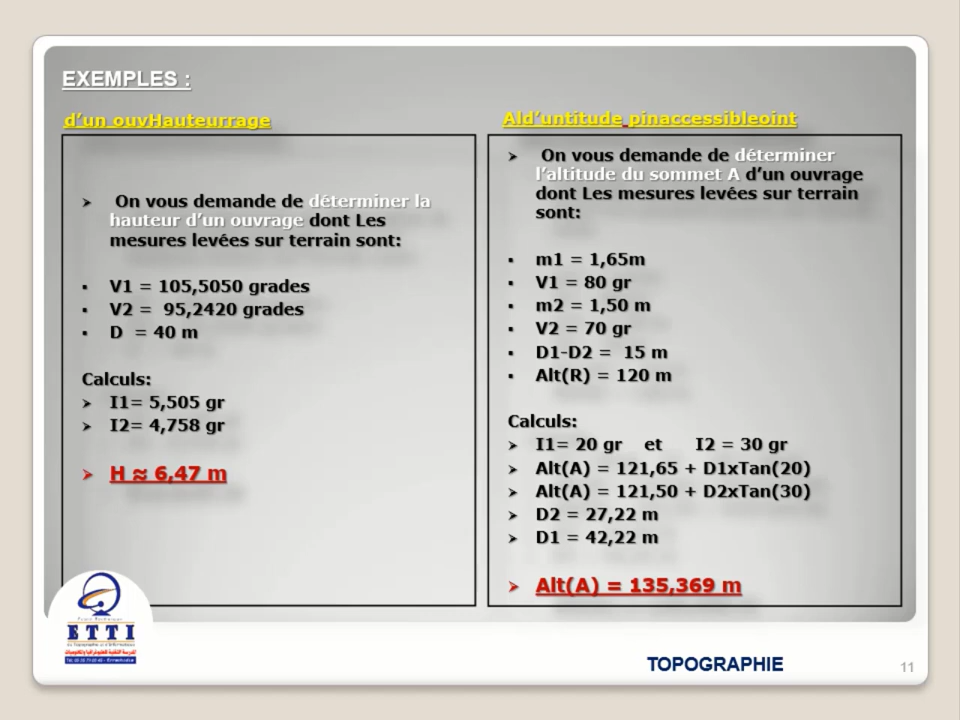 EXEMPLES :
d’un ouvHauteurrage
On vous demande de déterminer la
hauteur d’un ouvrage dont Les
mesures levées sur terrain sont:
V1 = 105,5050 grades
V2 = 95,2420 grades
D = 40 m
Calculs:
I1= 5,505 gr
I2= 4,758 gr
H ≈ 6,47 m
Ald’untitude pinaccessibleoint
On vous demande de déterminer
l’altitude du sommet A d’un ouvrage
dont Les mesures levées sur terrain
sont:
m1 = 1,65m
V1 = 80 gr
m2 = 1,50 m
V2 = 70 gr
D1-D2 = 15 m
Alt(R) = 120 m
Calculs:
I1= 20 gr et I2 = 30 gr
Alt(A) = 121,65 + D1xTan(20)
Alt(A) = 121,50 + D2xTan(30)
D2 = 27,22 m
D1 = 42,22 m
Alt(A) = 135,369 m
ETTI
TOPOGRAPHIE
11